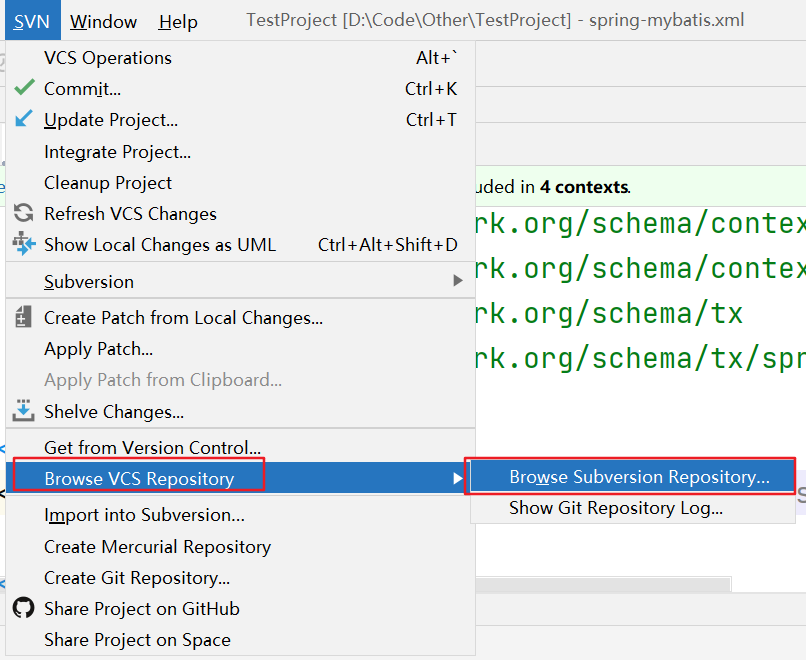 SVN Window Help TestProject [D:\Code\Other\TestProject] - spring-mybatis.xml
VCS Operations Alt+`
Commit... Ctrl+K
Update Project... Ctrl+T
Integrate Project...
Cleanup Project
uded in 4 contexts.
Refresh VCS Changes
rk.org/schema/contex
Show Local Changes as UML Ctrl+Alt+Shift+D
rk.org/schema/contex
Subversion
Create Patch from Local Changes...
rk.org/schema/tx
Apply Patch...
rk.org/schema/tx/spr
Apply Patch from Clipboard...
Shelve Changes...
Get from Version Control...
Browse VCS Repository
Browse Subversion Repository...
Show Git Repository Log...
Import into Subversion...
Create Mercurial Repository
Create Git Repository...
Share Project on GitHub
Share Project on Space